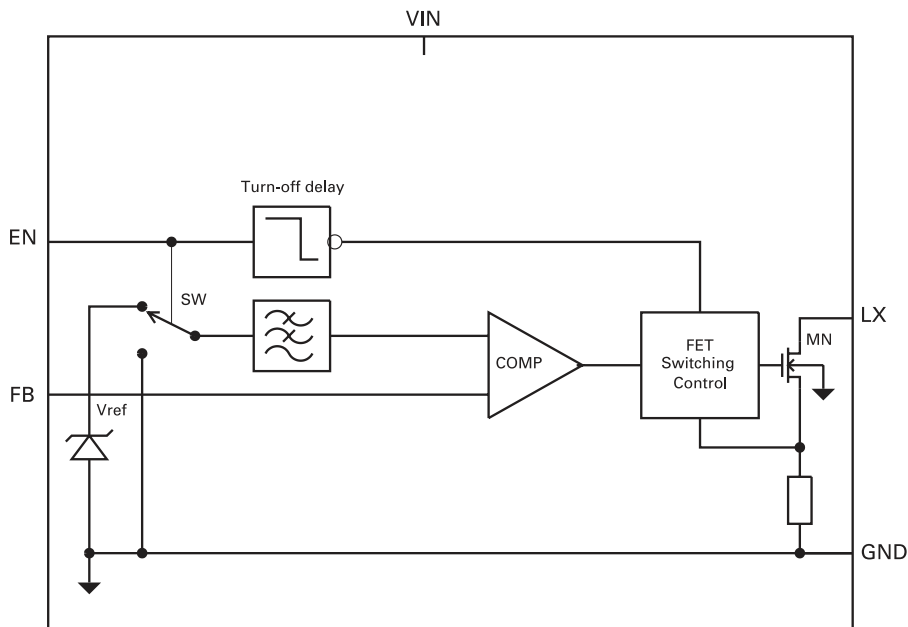 VIN
Turn-off delay
EN
SW
LX
MN
COMP
FET
Switching
Control
FB
Vref
GND